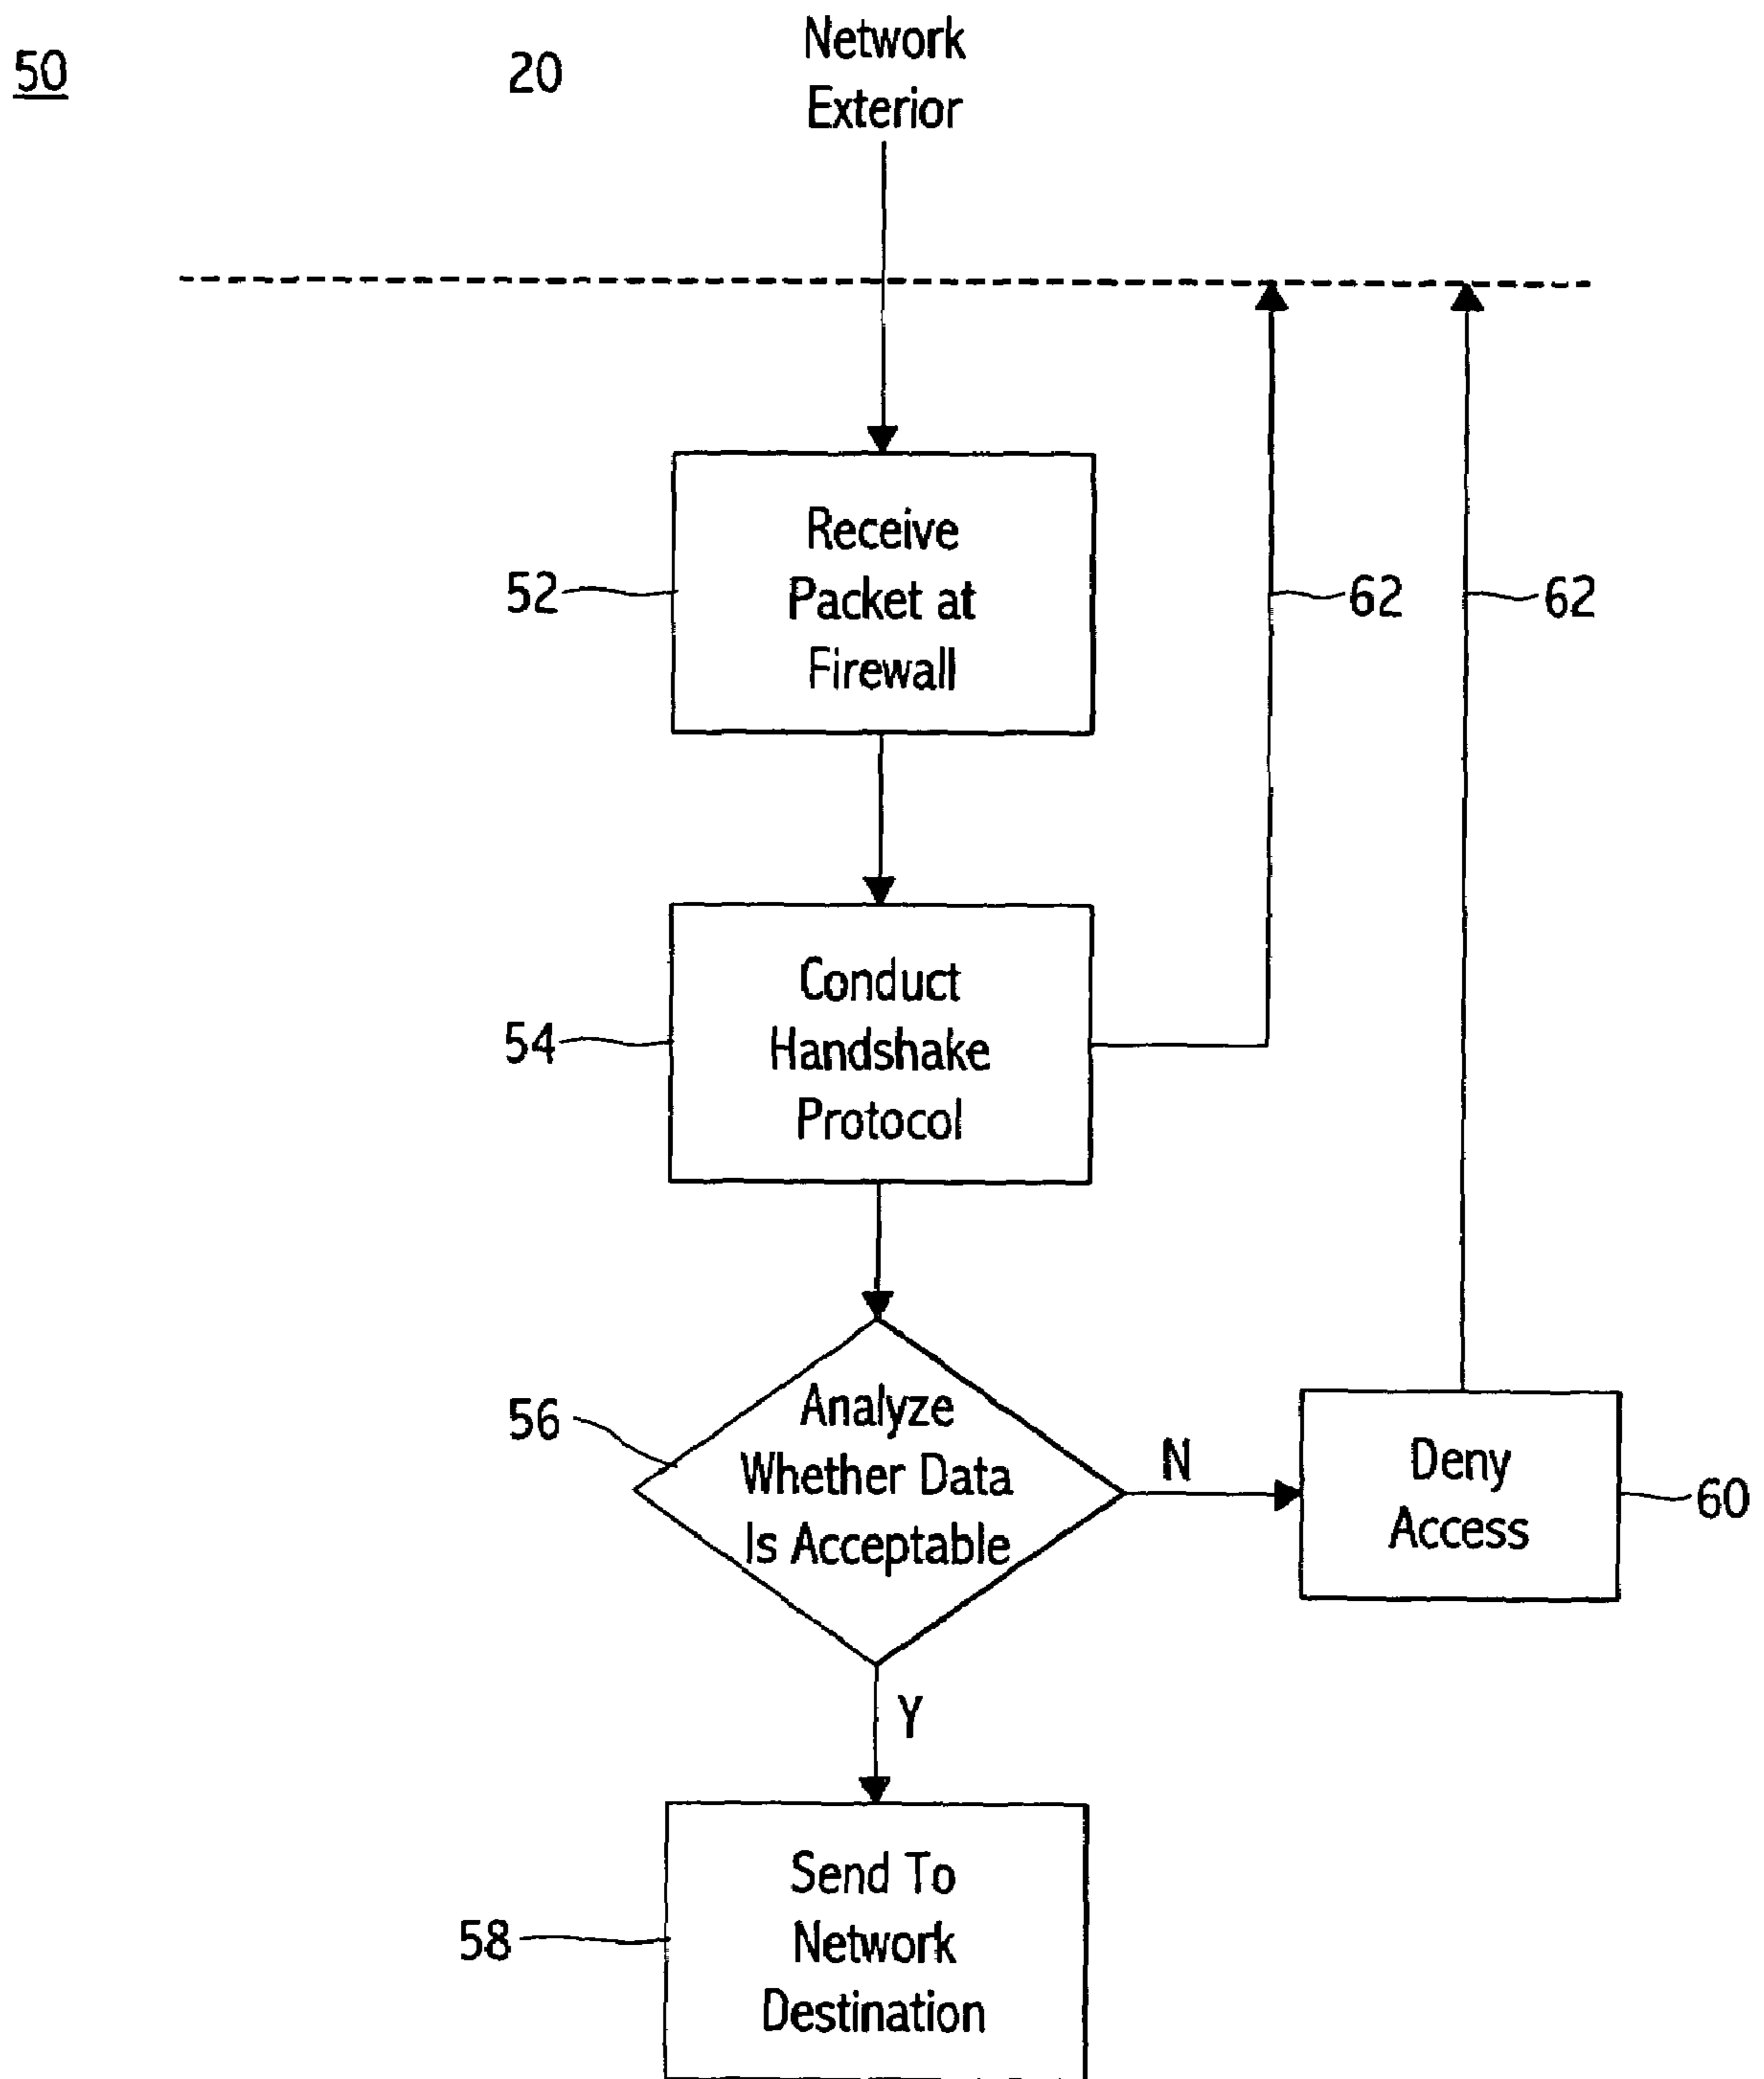 50
20
Network
Exterior
Receive
Packet at
Firewall
52
62
62
Conduct
Handshake
Protocol
54
Analyze
Whether Data
Is Acceptable
56
N
Deny
Access
60
Y
Send To
Network
Destination
58